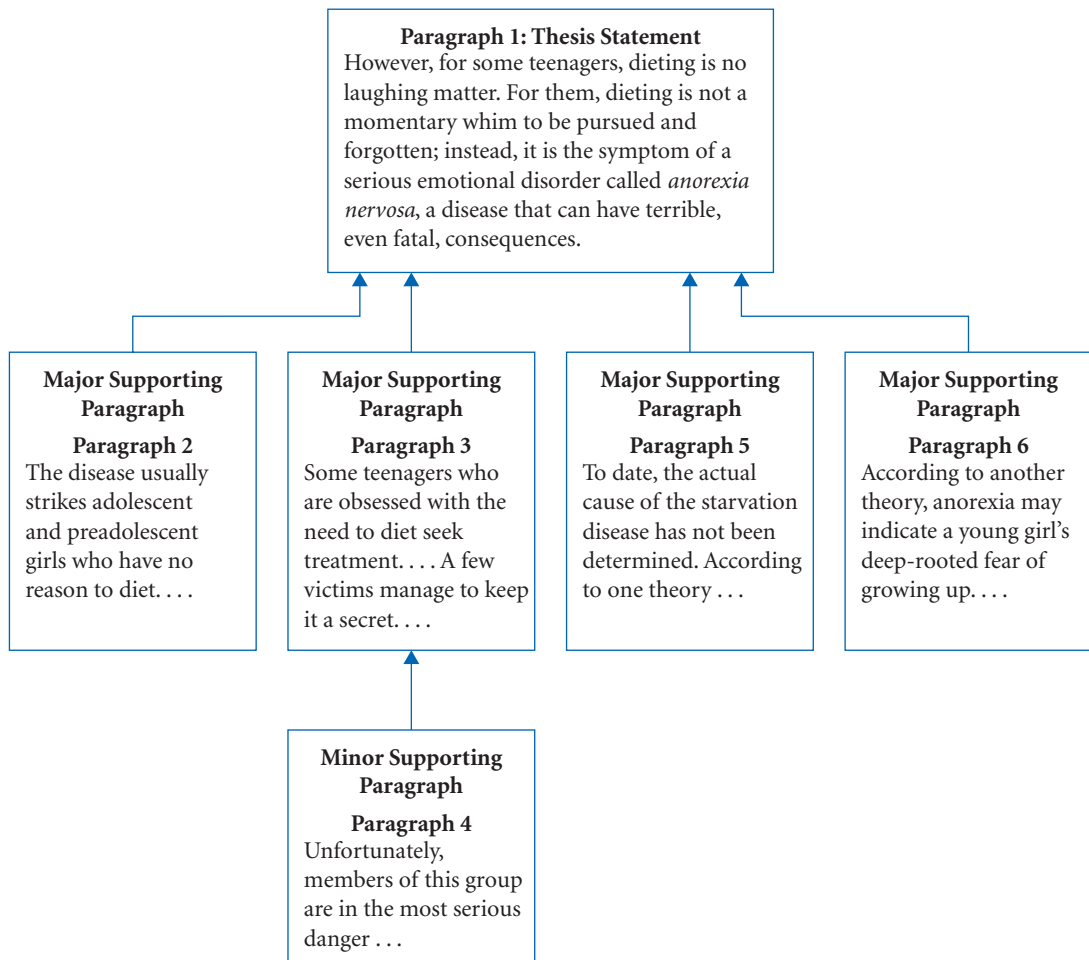 Paragraph 1: Thesis Statement
However, for some teenagers, dieting is no
laughing matter. For them, dieting is not a
momentary whim to be pursued and
forgotten; instead, it is the symptom of a
serious emotional disorder called anorexia
nervosa, a disease that can have terrible,
even fatal, consequences.
Major Supporting
Paragraph
Paragraph 2
The disease usually
strikes adolescent
and preadolescent
girls who have no
reason to diet. . . .
Major Supporting
Paragraph
Paragraph 3
Some teenagers who
are obsessed with the
need to diet seek
treatment. . . . A few
victims manage to keep
it a secret. . . .
Major Supporting
Paragraph
Paragraph 5
To date, the actual
cause of the starvation
disease has not been
determined. According
to one theory . . .
Major Supporting
Paragraph
Paragraph 6
According to another
theory, anorexia may
indicate a young girl’s
deep-rooted fear of
growing up. . . .
Minor Supporting
Paragraph
Paragraph 4
Unfortunately,
members of this group
are in the most serious
danger . . .